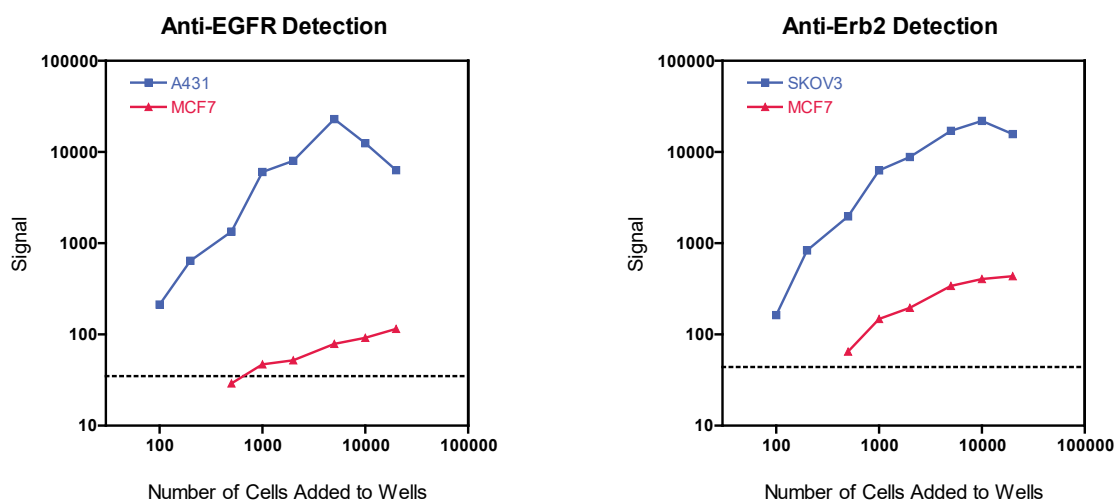 Anti-EGFR Detection
100000
10000
1000
100
10
Signal
A431
MCF7
100 1000 10000 100000
Number of Cells Added to Wells
Anti-Erb2 Detection
100000
10000
1000
100
10
Signal
SKOV3
MCF7
100 1000 10000 100000
Number of Cells Added to Wells